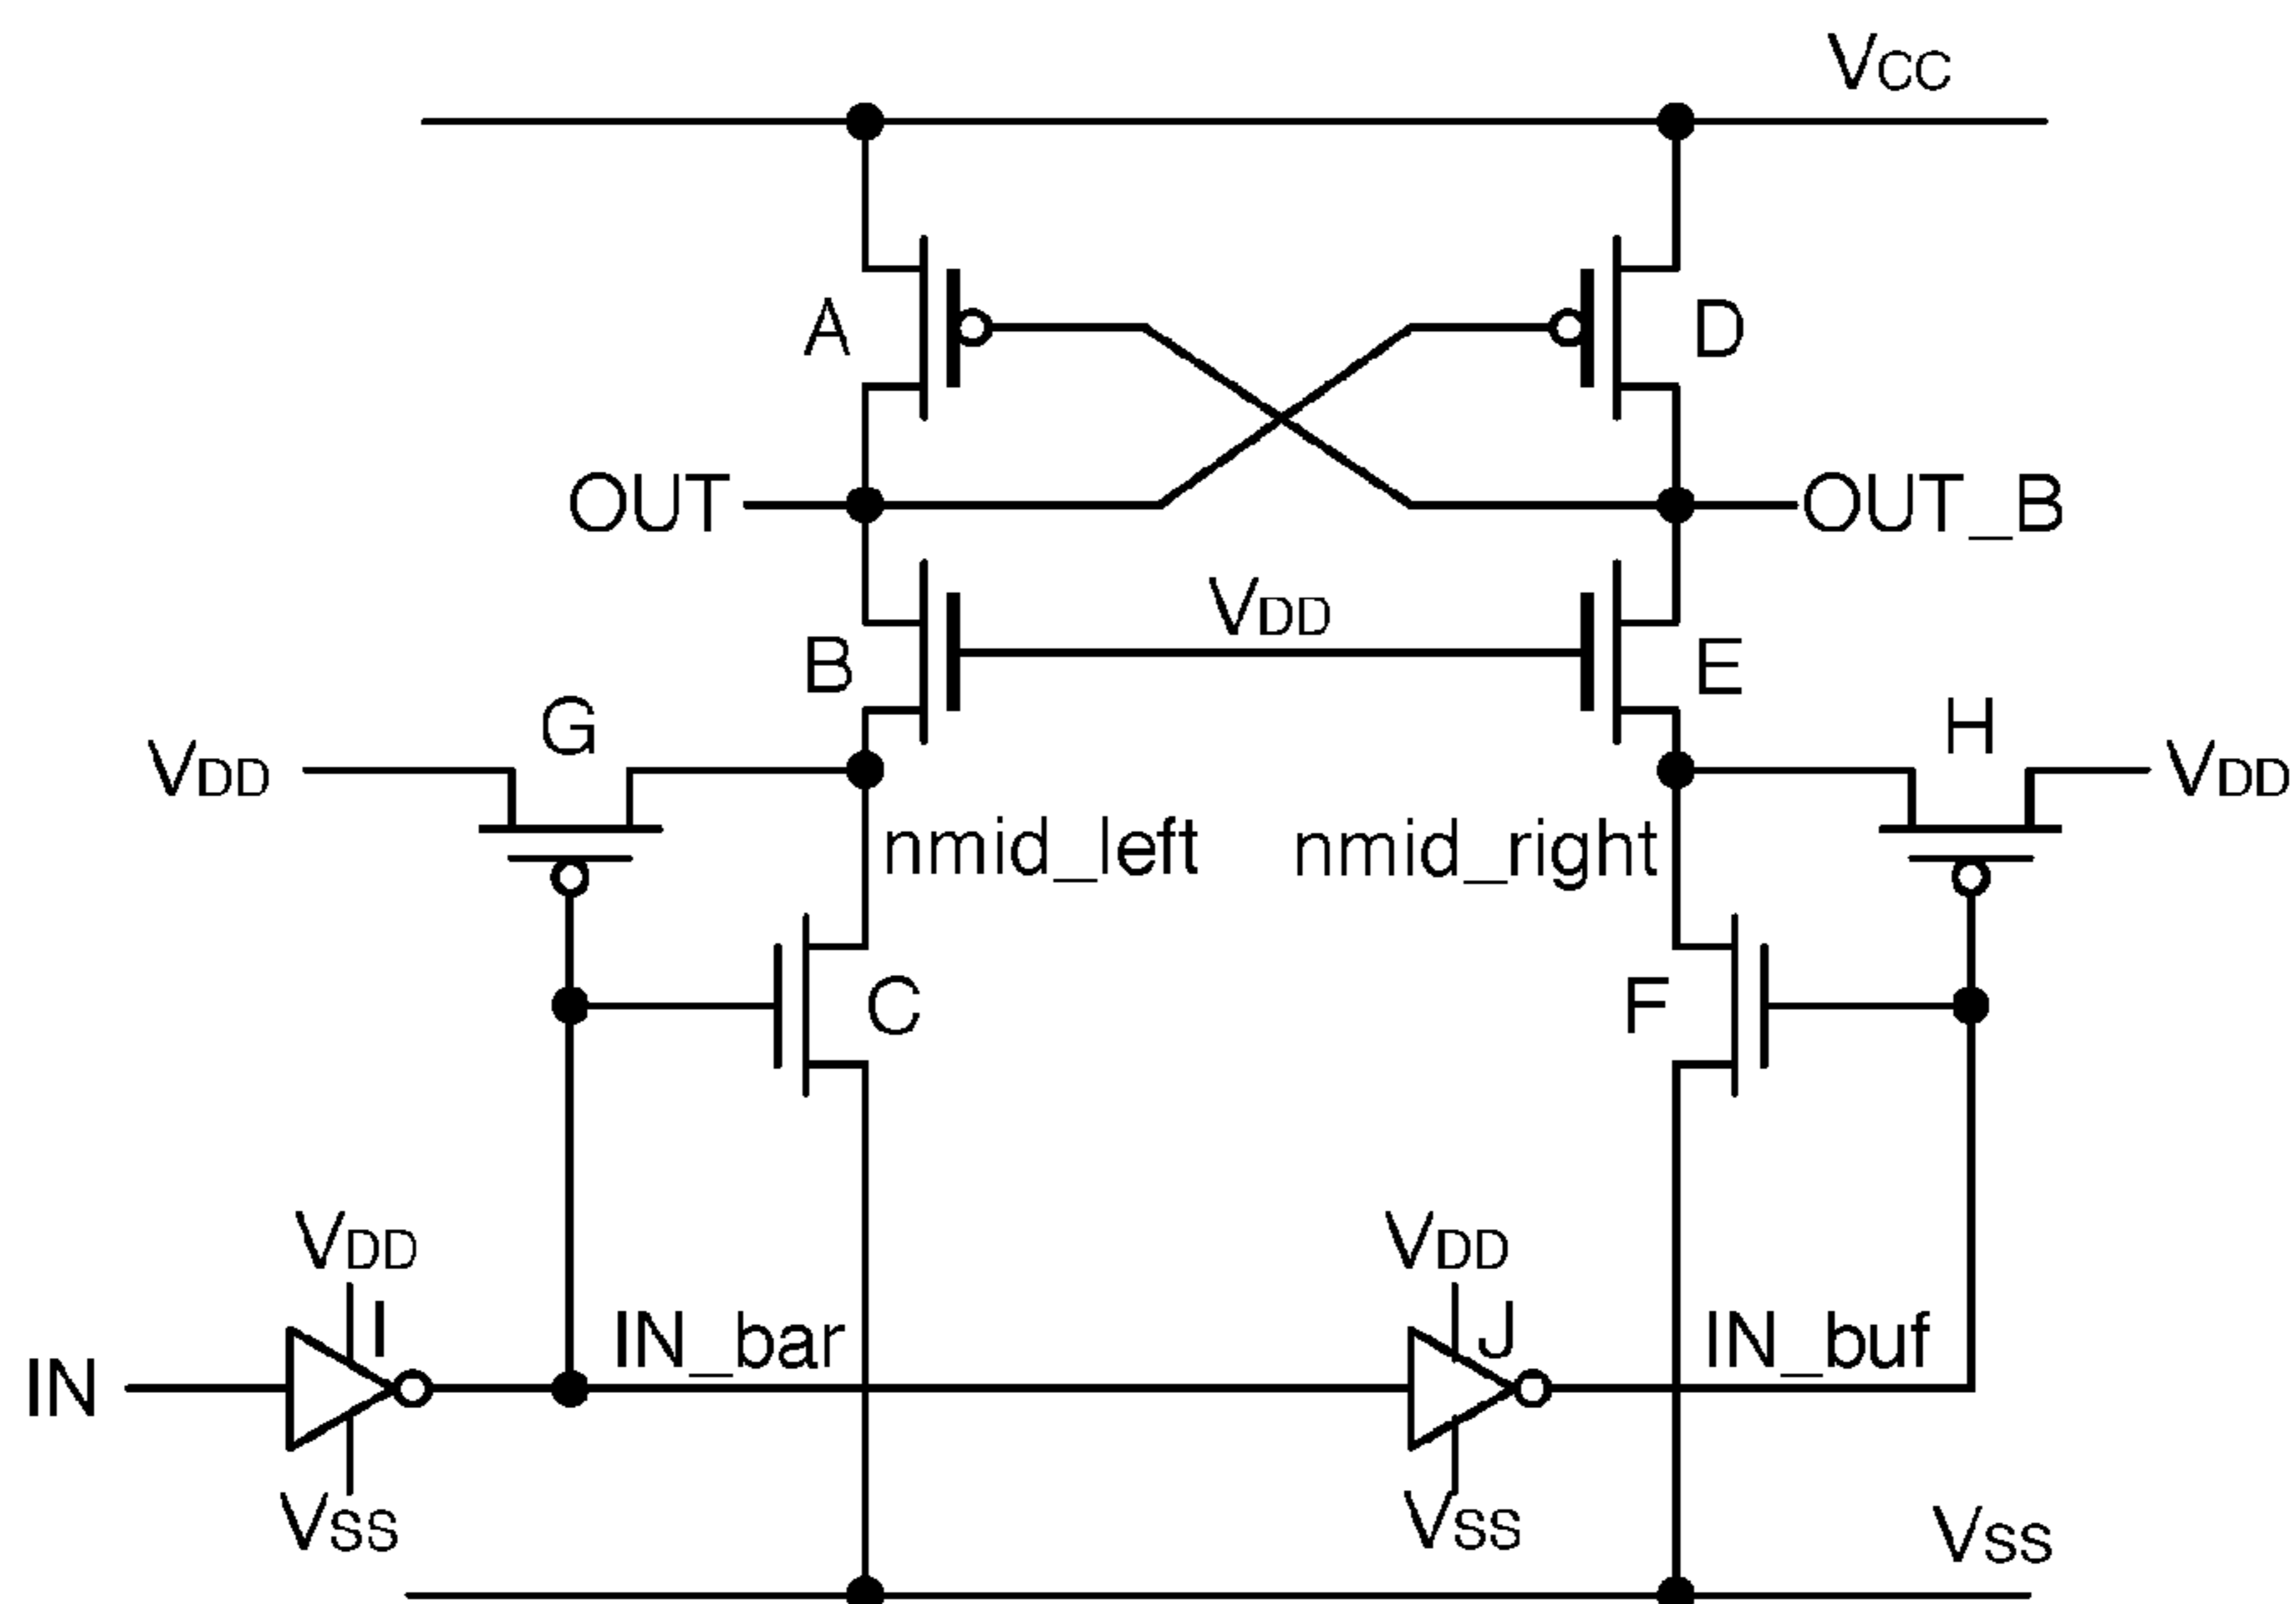 VCC
A
D
OUT
OUT_B
VDD
B
E
G
H
VDD
VDD
nmid_left
nmid_right
C
F
VDD
VDD
I
J
IN_bar
IN_buf
IN
VSS
VSS
VSS